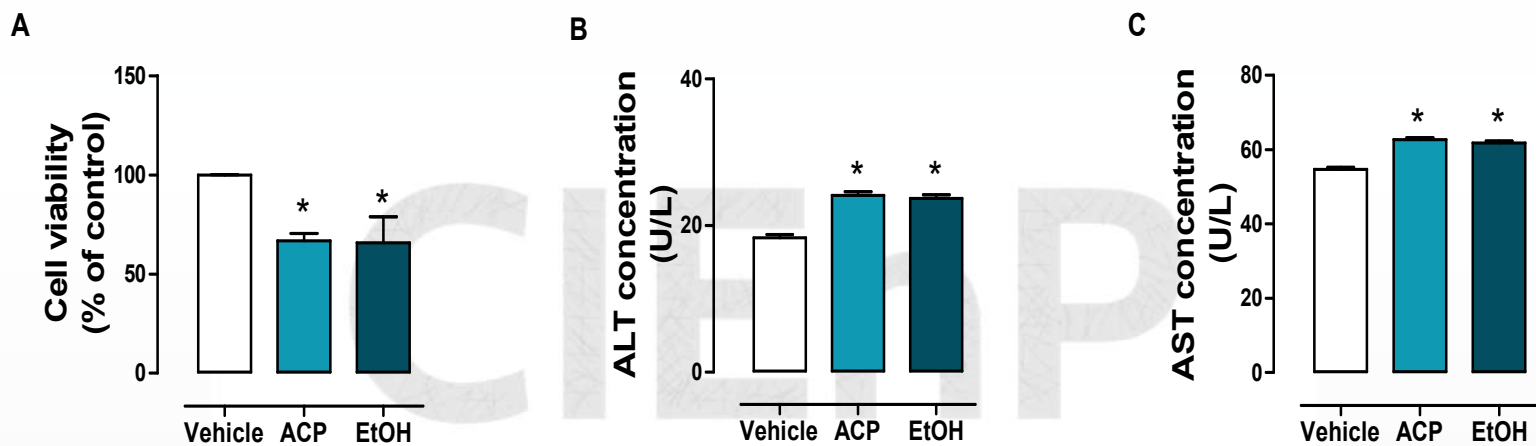 A
Cell viability
(% of control)
150
100
50
0
*
*
Vehicle ACP EtOH
B
ALT concentration
(U/L)
40
20
0
*
*
Vehicle ACP EtOH
C
AST concentration
(U/L)
80
60
40
20
0
*
*
Vehicle ACP EtOH
CIEnP